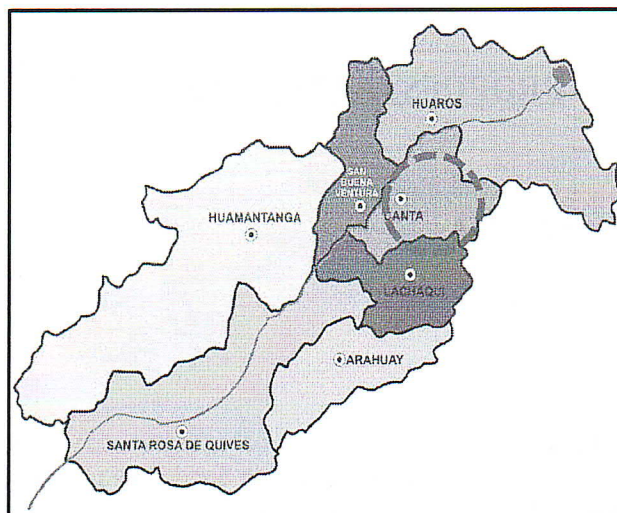 HUAROS
SAN
BUENA
VENTURA
CANTA
HUAMANTANGA
LACHAQUI
ARAHUAY
SANTA ROSA DE QUIVES